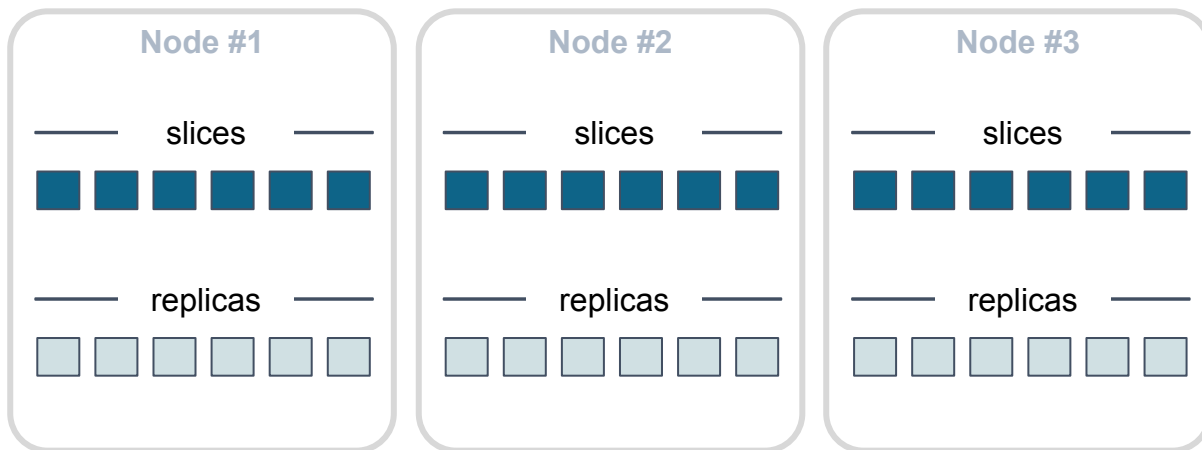 Node #1
Node #2
Node #3
slices
slices
slices
replicas
replicas
replicas